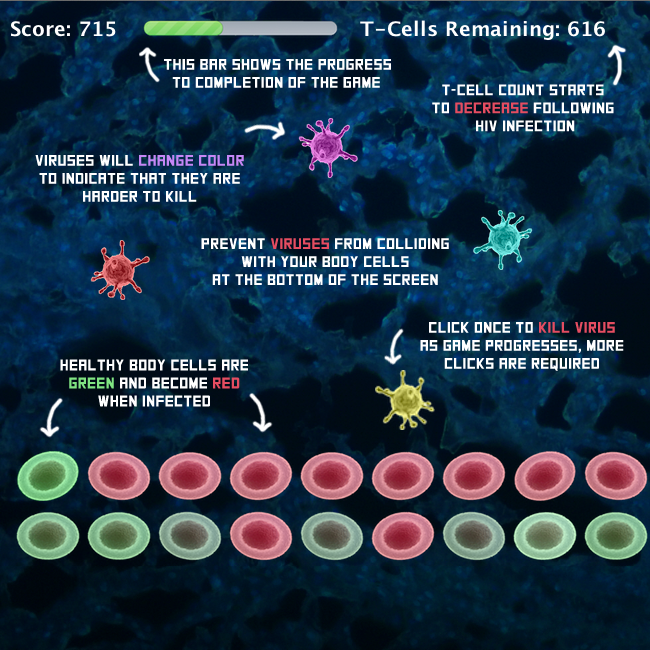 Score: 715
T-Cells Remaining: 616
THIS BAR SHOWS THE PROGRESS
TO COMPLETION OF THE GAME
T-CELL COUNT STARTS
TO DECREASE FOLLOWING
HIV INFECTION
VIRUSES WILL CHANGE COLOR
TO INDICATE THAT THEY ARE
HARDER TO KILL
PREVENT VIRUSES FROM COLLIDING
WITH YOUR BODY CELLS
AT THE BOTTOM OF THE SCREEN
CLICK ONCE TO KILL VIRUS
AS GAME PROGRESSES, MORE
CLICKS ARE REQUIRED
HEALTHY BODY CELLS ARE
GREEN AND BECOME RED
WHEN INFECTED